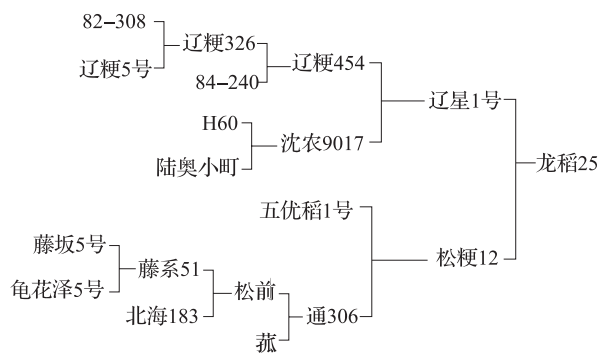 82-308
辽粳326
辽粳5号
辽粳454
84-240
辽星1号
H60
沈农9017
陆奥小町
龙稻25
五优稻1号
藤坂5号
松粳12
藤系51
龟花泽5号
松前
北海183
通306
菰